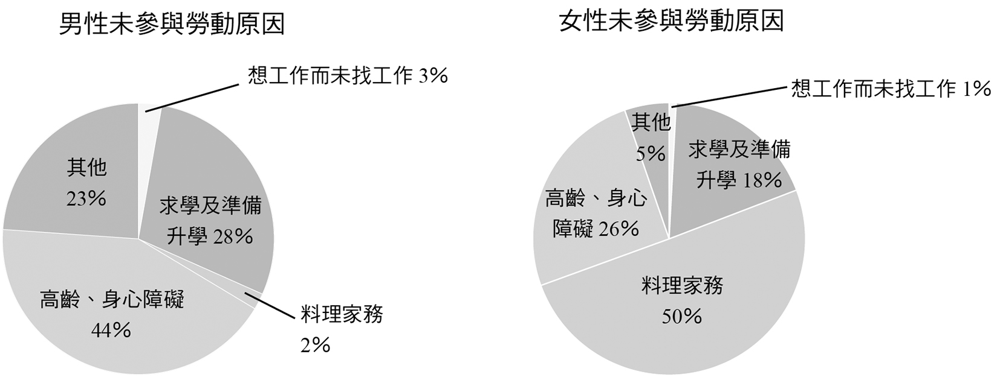 男性未參與勞動原因
想工作而未找工作 3%
其他
23%
求學及準備
升學 28%
高齡、身心障礙
44%
料理家務
2%
女性未參與勞動原因
想工作而未找工作 1%
其他
5%
求學及準備
升學 18%
高齡、身心
障礙 26%
料理家務
50%